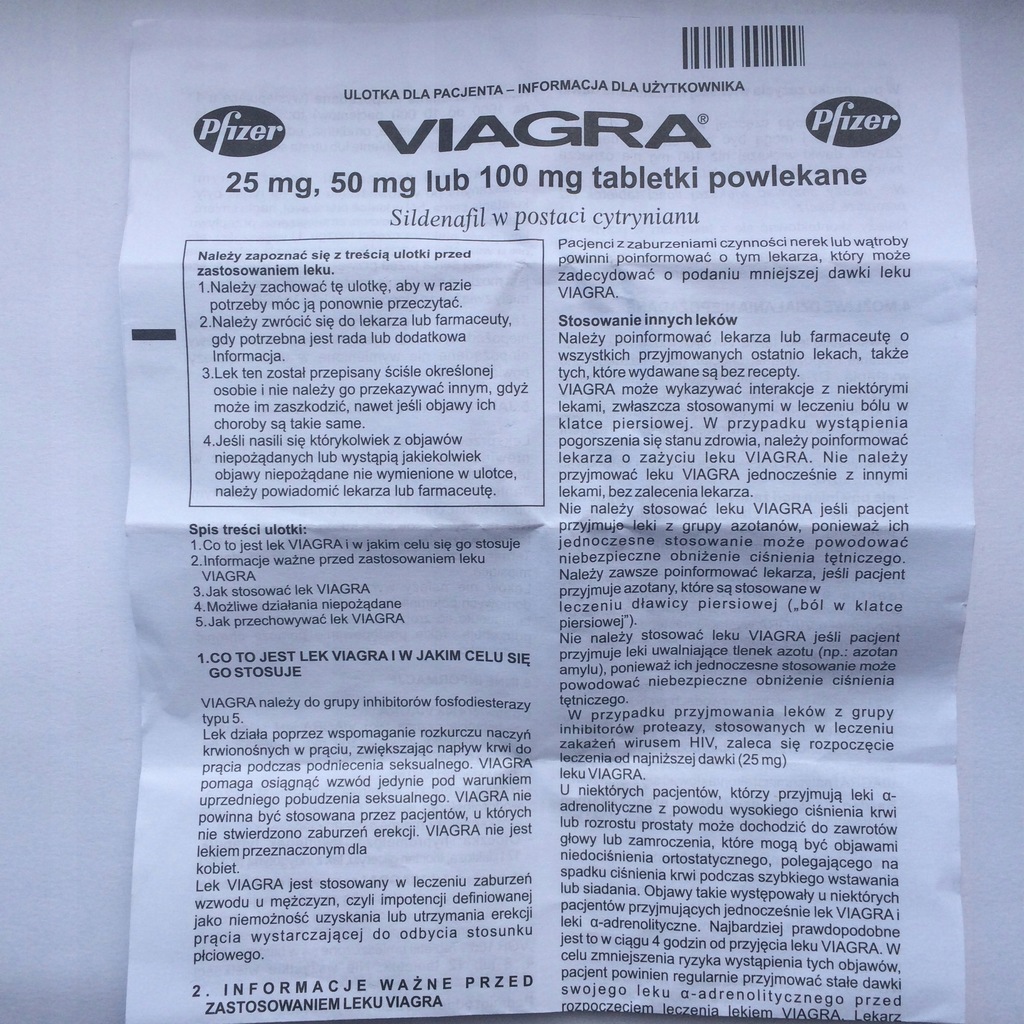 ULOTKA DLA PACJENTA – INFORMACJA DLA UŻYTKOWNIKA
Pfizer
VIAGRA®
Pfizer
25 mg, 50 mg lub 100 mg tabletki powlekane
Sildenafil w postaci cytrynianu
Należy zapoznać się z treścią ulotki przed
zastosowaniem leku.
1.Należy zachować tę ulotkę, aby w razie
potrzeby móc ją ponownie przeczytać.
2.Należy zwrócić się do lekarza lub farmaceuty,
gdy potrzebna jest rada lub dodatkowa
Informacja.
3.Lek ten został przepisany ściśle określonej
osobie i nie należy go przekazywać innym, gdyż
może im zaszkodzić, nawet jeśli objawy ich
choroby są takie same.
4.Jeśli nasili się którykolwiek z objawów
niepożądanych lub wystąpią jakiekolwiek
objawy niepożądane nie wymienione w ulotce,
należy powiadomić lekarza lub farmaceutę.
Spis treści ulotki:
1.Co to jest lek VIAGRA i w jakim celu się go stosuje
2.Informacje ważne przed zastosowaniem leku
VIAGRA
3.Jak stosować lek VIAGRA
4.Możliwe działania niepożądane
5.Jak przechowywać lek VIAGRA
1.CO TO JEST LEK VIAGRA I W JAKIM CELU SIĘ
GO STOSUJE
VIAGRA należy do grupy inhibitorów fosfodiesterazy
typu 5.
Lek działa poprzez wspomaganie rozkurczu naczyń
krwionośnych w prąciu, zwiększając napływ krwi do
prącia podczas podniecenia seksualnego. VIAGRA
pomaga osiągnąć wzwód jedynie pod warunkiem
uprzedniego pobudzenia seksualnego. VIAGRA nie
powinna być stosowana przez pacjentów, u których
nie stwierdzono zaburzeń erekcji. VIAGRA nie jest
lekiem przeznaczonym dla
kobiet.
Lek VIAGRA jest stosowany w leczeniu zaburzeń
wzwodu u mężczyzn, czyli impotencji definiowanej
jako niemożność uzyskania lub utrzymania erekcji
prącia wystarczającej do odbycia stosunku
płciowego.
2. INFORMACJE WAŻNE PRZED
ZASTOSOWANIEM LEKU VIAGRA
Pacjenci z zaburzeniami czynności nerek lub wątroby
powinni poinformować o tym lekarza, który może
zadecydować o podaniu mniejszej dawki leku
VIAGRA.
Stosowanie innych leków
Należy poinformować lekarza lub farmaceutę o
wszystkich przyjmowanych ostatnio lekach, także
tych, które wydawane są bez recepty.
VIAGRA może wykazywać interakcje z niektórymi
lekami, zwłaszcza stosowanymi w leczeniu bólu w
klatce piersiowej. W przypadku wystąpienia
pogorszenia się stanu zdrowia, należy poinformować
lekarza o zażyciu leku VIAGRA. Nie należy
przyjmować leku VIAGRA jednocześnie z innymi
lekami, bez zalecenia lekarza.
Nie należy stosować leku VIAGRA jeśli pacjent
przyjmuje leki z grupy azotanów, ponieważ ich
jednoczesne stosowanie może powodować
niebezpieczne obniżenie ciśnienia tętniczego.
Należy zawsze poinformować lekarza, jeśli pacjent
przyjmuje azotany, które są stosowane w
leczeniu dławicy piersiowej („ból w klatce
piersiowej”).
Nie należy stosować leku VIAGRA jeśli pacjent
przyjmuje leki uwalniające tlenek azotu (np.: azotan
amylu), ponieważ ich jednoczesne stosowanie może
powodować niebezpieczne obniżenie ciśnienia
tętniczego.
W przypadku przyjmowania leków z grupy
inhibitorów proteazy, stosowanych w leczeniu
zakażeń wirusem HIV, zaleca się rozpoczęcie
leczenia od najniższej dawki (25 mg)
leku VIAGRA.
U niektórych pacjentów, którzy przyjmują leki α-
adrenolityczne z powodu wysokiego ciśnienia krwi
lub rozrostu prostaty może dochodzić do zawrotów
głowy lub zamroczenia, które mogą być objawami
niedociśnienia ortostatycznego, polegającego na
spadku ciśnienia krwi podczas szybkiego wstawania
lub siadania. Objawy takie występowały u niektórych
pacjentów przyjmujących jednocześnie lek VIAGRA i
leki α-adrenolityczne. Najbardziej prawdopodobne
jest to w ciągu 4 godzin od przyjęcia leku VIAGRA. W
celu zmniejszenia ryzyka wystąpienia tych objawów,
pacjent powinien regularnie przyjmować stałe dawki
swojego leku α-adrenolitycznego przed
rozpoczęciem leczenia lekiem VIAGRA. Lekarz